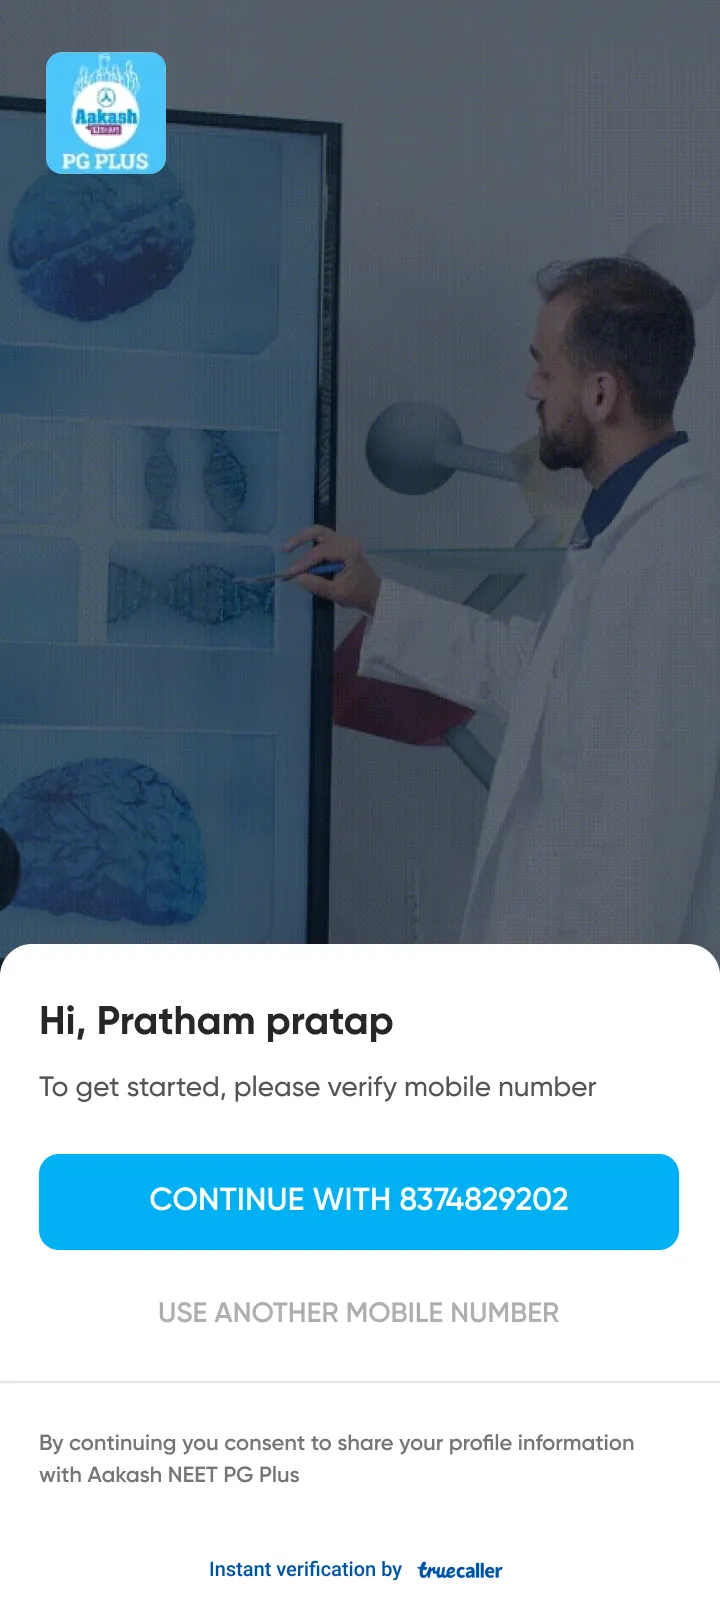 Aakash
PG PLUS
Hi, Pratham pratap
To get started, please verify mobile number
CONTINUE WITH 8374829202
USE ANOTHER MOBILE NUMBER
By continuing you consent to share your profile information
with Aakash NEET PG Plus
Instant verification by truecaller